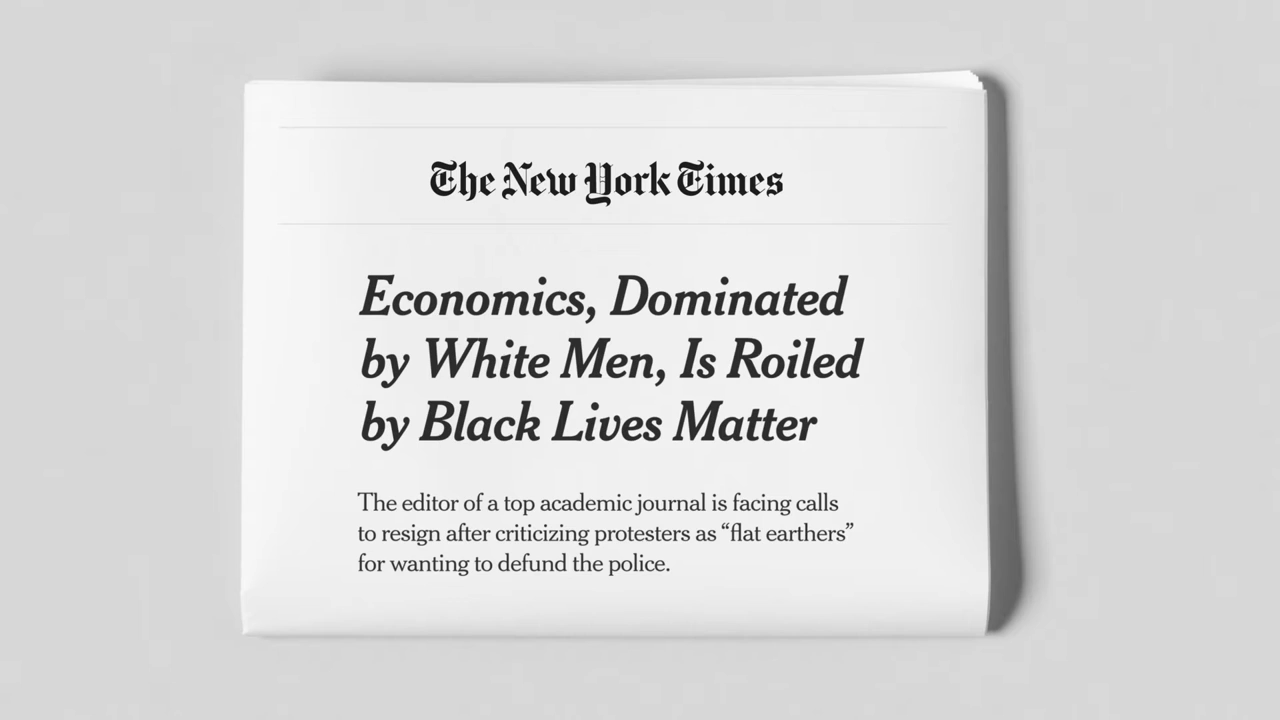 The New York Times
Economics, Dominated
by White Men, Is Roiled
by Black Lives Matter
The editor of a top academic journal is facing calls
to resign after criticizing protesters as “flat earthers”
for wanting to defund the police.